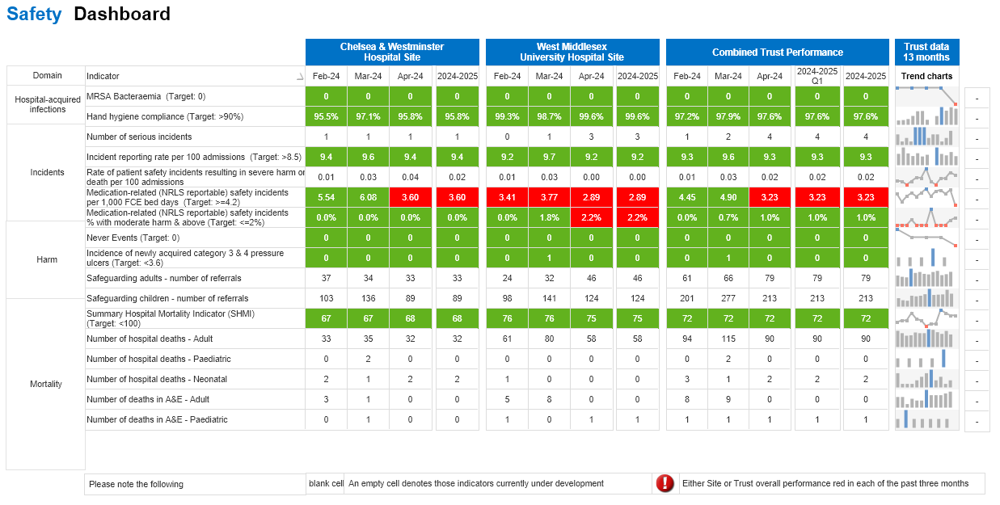 Safety Dashboard
Chelsea & Westminster
Hospital Site
West Middlesex
University Hospital Site
Combined Trust Performance
Trust data
13 months
Domain Indicator Feb-24 Mar-24 Apr-24 2024-2025 Feb-24 Mar-24 Apr-24 2024-2025 Feb-24 Mar-24 Apr-24 2024-2025 Q1 2024-2025 Trend charts
Hospital-acquired
infections
MRSA Bacteraemia (Target: 0) 0 0 0 0 0 0 0 0 0 0 0 0 0 -
Hand hygiene compliance (Target: >90%) 95.5% 97.1% 95.8% 95.8% 99.3% 98.7% 99.6% 99.6% 97.2% 97.9% 97.6% 97.6% 97.6% -
Incidents
Number of serious incidents 1 1 1 1 0 1 3 3 1 2 4 4 4 -
Incident reporting rate per 100 admissions (Target: >8.5) 9.4 9.6 9.4 9.4 9.2 9.7 9.2 9.2 9.3 9.6 9.3 9.3 9.3 -
Rate of patient safety incidents resulting in severe harm or
death per 100 admissions 0.01 0.03 0.04 0.02 0.01 0.03 0.00 0.00 0.01 0.03 0.02 0.02 0.02 -
Medication-related (NRLS reportable) safety incidents
per 1,000 FCE bed days (Target: >=4.2) 5.54 6.08 3.60 3.60 3.41 3.77 2.89 2.89 4.45 4.90 3.23 3.23 3.23 -
Medication-related (NRLS reportable) safety incidents
% with moderate harm & above (Target: <=2%) 0.0% 0.0% 0.0% 0.0% 0.0% 1.8% 2.2% 2.2% 0.0% 0.7% 1.0% 1.0% 1.0% -
Harm
Never Events (Target: 0) 0 0 0 0 0 0 0 0 0 0 0 0 0 -
Incidence of newly acquired category 3 & 4 pressure
ulcers (Target: <3.6) 0 0 0 0 0 1 0 0 0 1 0 0 0 -
Safeguarding adults - number of referrals 37 34 33 33 24 32 46 46 61 66 79 79 79 -
Safeguarding children - number of referrals 103 136 89 89 98 141 124 124 201 277 213 213 213 -
Mortality
Summary Hospital Mortality Indicator (SHMI)
(Target: <100) 67 67 68 68 76 76 75 75 72 72 72 72 72 -
Number of hospital deaths - Adult 33 35 32 32 61 80 58 58 94 115 90 90 90 -
Number of hospital deaths - Paediatric 0 2 0 0 0 0 0 0 0 2 0 0 0 -
Number of hospital deaths - Neonatal 2 1 2 2 1 0 0 0 3 1 2 2 2 -
Number of deaths in A&E - Adult 3 1 0 0 5 8 0 0 8 9 0 0 0 -
Number of deaths in A&E - Paediatric 0 1 0 0 1 0 1 1 1 1 1 1 1 -
Please note the following
blank cell An empty cell denotes those indicators currently under development
! Either Site or Trust overall performance red in each of the past three months